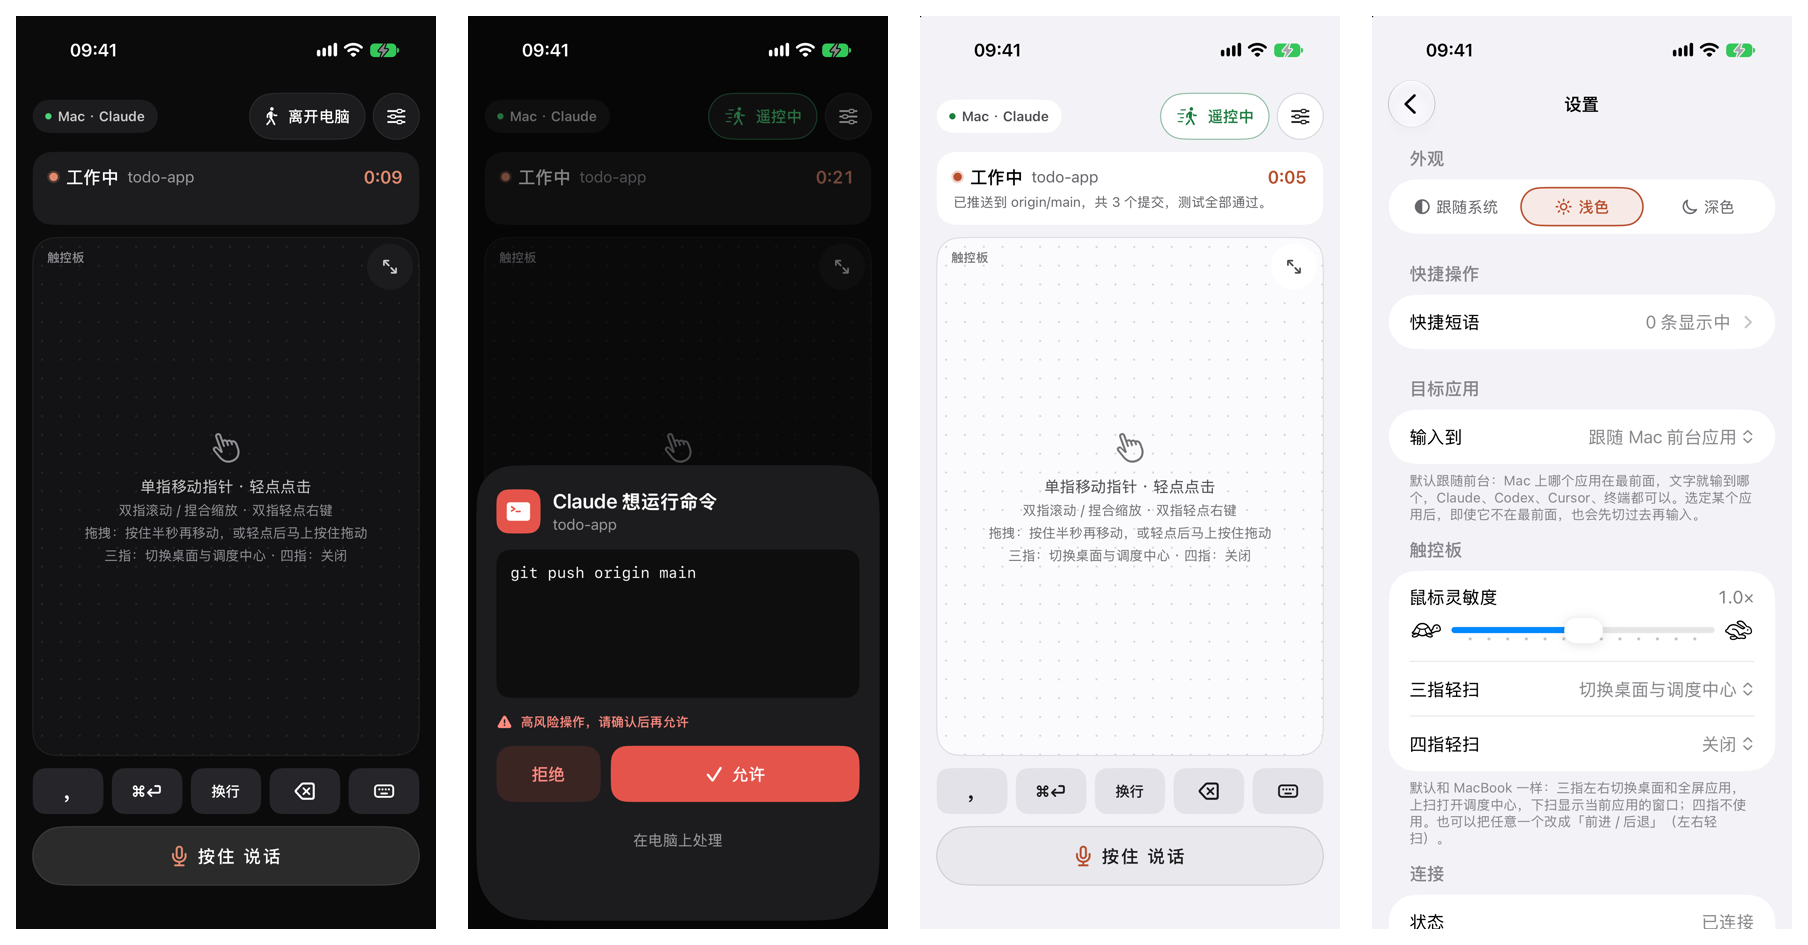 09:41
Mac · Claude
离开电脑
工作中 todo-app 0:09
触控板
单指移动指针 · 轻点点击
双指滚动 / 捏合缩放 · 双指轻点右键
拖拽：按住半秒再移动，或轻点后马上按住拖动
三指：切换桌面与调度中心 · 四指：关闭
，
⌘↩
换行
按住 说话
09:41
Mac · Claude
遥控中
工作中 todo-app 0:21
触控板
Claude 想运行命令
todo-app
git push origin main
高风险操作，请确认后再允许
拒绝
允许
在电脑上处理
09:41
Mac · Claude
遥控中
工作中 todo-app 0:05
已推送到 origin/main，共 3 个提交，测试全部通过。
触控板
单指移动指针 · 轻点点击
双指滚动 / 捏合缩放 · 双指轻点右键
拖拽：按住半秒再移动，或轻点后马上按住拖动
三指：切换桌面与调度中心 · 四指：关闭
，
⌘↩
换行
按住 说话
09:41
设置
外观
跟随系统
浅色
深色
快捷操作
快捷短语 0 条显示中
目标应用
输入到 跟随 Mac 前台应用
默认跟随前台：Mac 上哪个应用在最前面，文字就输到哪
个，Claude、Codex、Cursor、终端都可以。选定某个应
用后，即使它不在最前面，也会先切过去再输入。
触控板
鼠标灵敏度 1.0×
三指轻扫 切换桌面与调度中心
四指轻扫 关闭
默认和 MacBook 一样：三指左右切换桌面和全屏应用，
上扫打开调度中心，下扫显示当前应用的窗口；四指不使
用。也可以把任意一个改成「前进 / 后退」（左右轻
扫）。
连接
状态 已连接